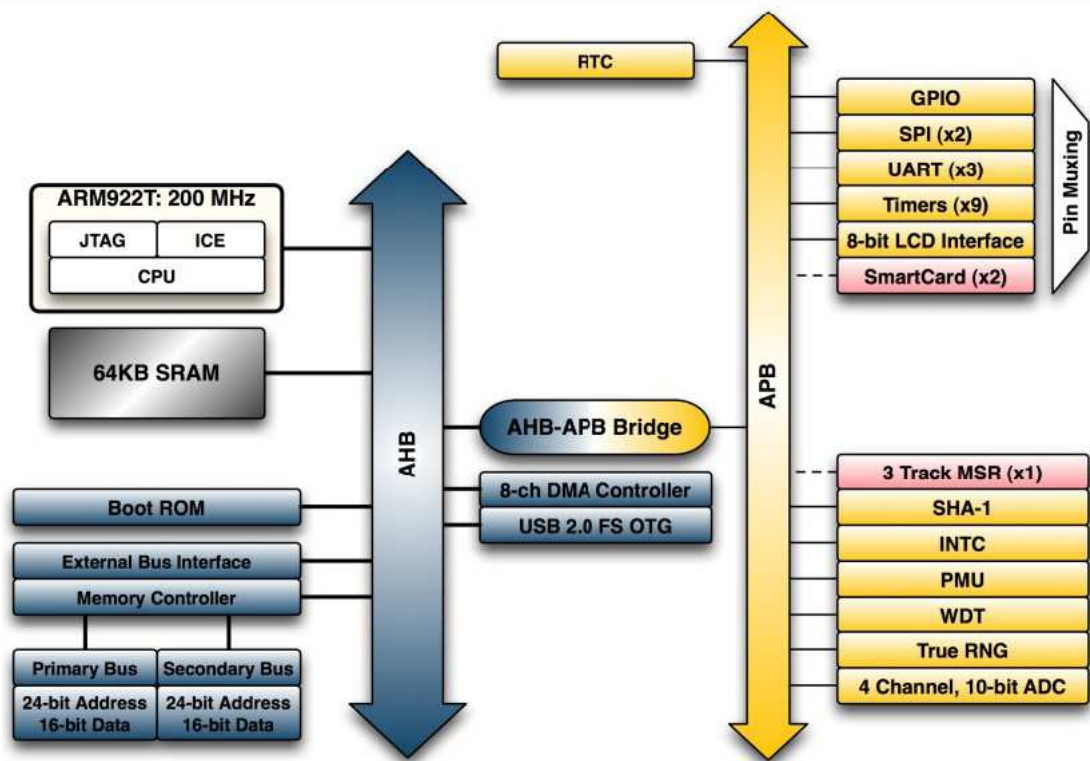 RTC
GPIO
SPI (x2)
UART (x3)
Timers (x9)
8-bit LCD Interface
SmartCard (x2)
Pin Muxing
ARM922T: 200 MHz
JTAG
ICE
CPU
64KB SRAM
AHB
AHB-APB Bridge
APB
8-ch DMA Controller
USB 2.0 FS OTG
Boot ROM
External Bus Interface
Memory Controller
Primary Bus
Secondary Bus
24-bit Address
16-bit Data
24-bit Address
16-bit Data
3 Track MSR (x1)
SHA-1
INTC
PMU
WDT
True RNG
4 Channel, 10-bit ADC